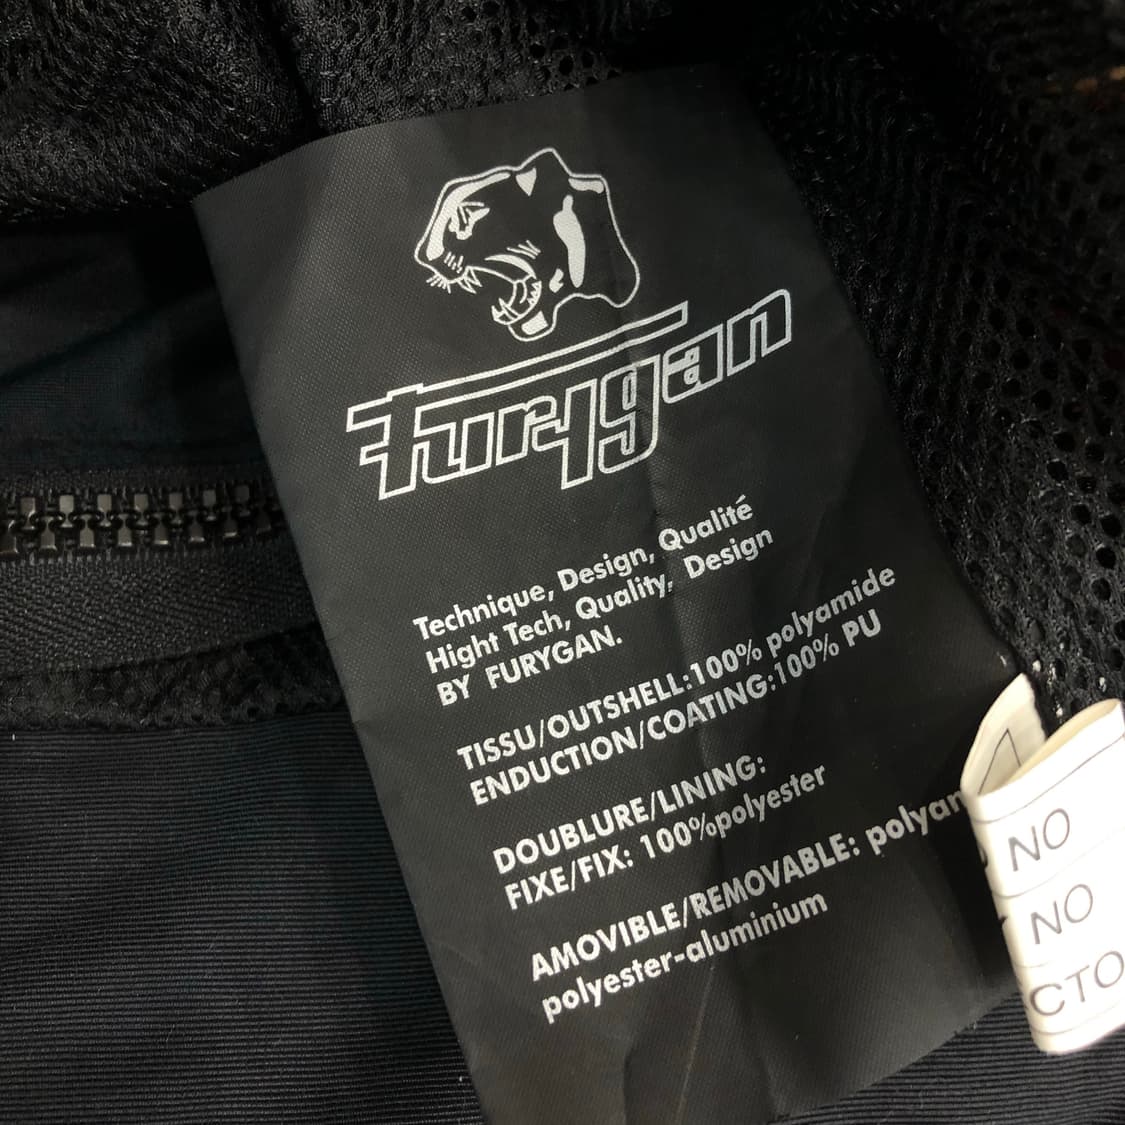 Furygan
Technique, Design, Qualité
Hight Tech, Quality, Design
BY FURYGAN.
TISSU/OUTSHELL:100% polyamide
ENDUCTION/COATING:100% PU
DOUBLURE/LINING:
FIXE/FIX: 100%polyester
AMOVIBLE/REMOVABLE:
polyester-aluminium
NO
NO